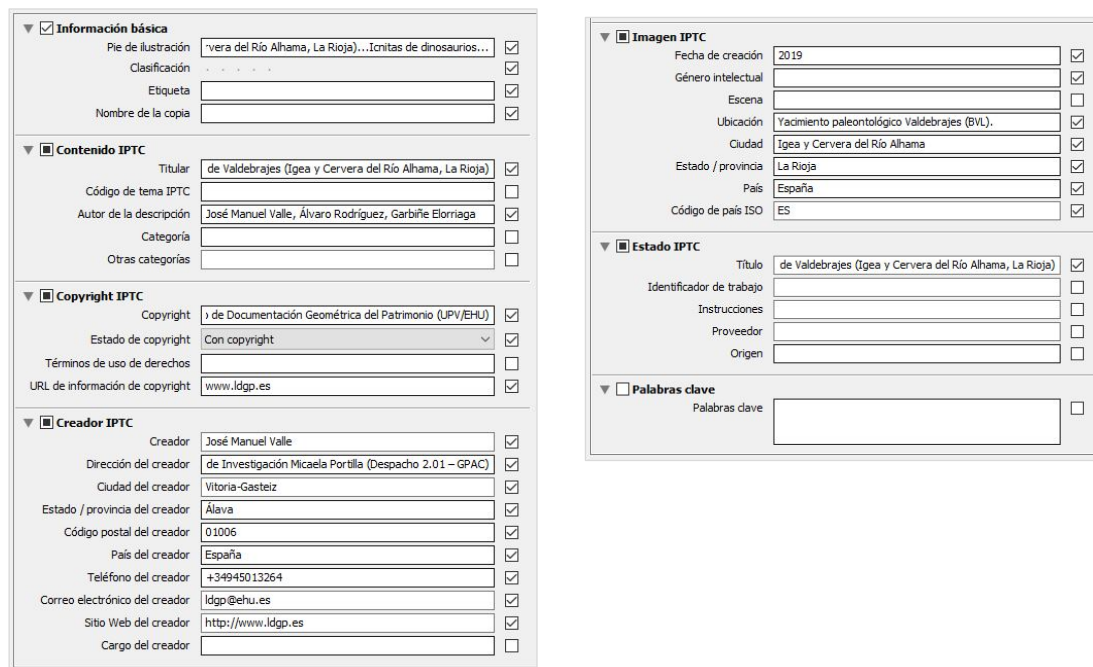 Información básica
Pie de ilustración rvera del Río Alhama, La Rioja)...Icnitas de dinosaurios...
Clasificación . . . . .
Etiqueta
Nombre de la copia
Contenido IPTC
Titular de Valdebrajes (Igea y Cervera del Río Alhama, La Rioja)
Código de tema IPTC
Autor de la descripción José Manuel Valle, Álvaro Rodríguez, Garbiñe Elorriaga
Categoría
Otras categorías
Copyright IPTC
Copyright de Documentación Geométrica del Patrimonio (UPV/EHU)
Estado de copyright Con copyright
Términos de uso de derechos
URL de información de copyright www.ldgp.es
Creador IPTC
Creador José Manuel Valle
Dirección del creador de Investigación Micaela Portilla (Despacho 2.01 – GPAC)
Ciudad del creador Vitoria-Gasteiz
Estado / provincia del creador Álava
Código postal del creador 01006
País del creador España
Teléfono del creador +34945013264
Correo electrónico del creador ldgp@ehu.es
Sitio Web del creador http://www.ldgp.es
Cargo del creador
Imagen IPTC
Fecha de creación 2019
Género intelectual
Escena
Ubicación Yacimiento paleontológico Valdebrajes (BVL).
Ciudad Igea y Cervera del Río Alhama
Estado / provincia La Rioja
País España
Código de país ISO ES
Estado IPTC
Título de Valdebrajes (Igea y Cervera del Río Alhama, La Rioja)
Identificador de trabajo
Instrucciones
Proveedor
Origen
Palabras clave
Palabras clave